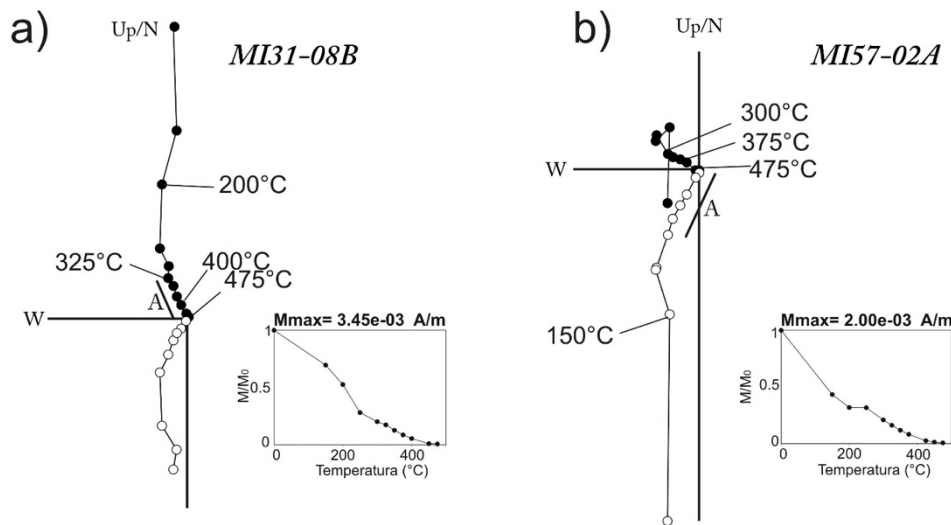 a)
Up/N
MI31-08B
200°C
325°C
400°C
475°C
A
W
Mmax= 3.45e-03 A/m
1
M/M₀
0.5
0
200
400
Temperatura (°C)
b)
Up/N
MI57-02A
300°C
375°C
475°C
W
A
150°C
Mmax= 2.00e-03 A/m
1
M/M₀
0.5
0
0
200
400
Temperatura (°C)